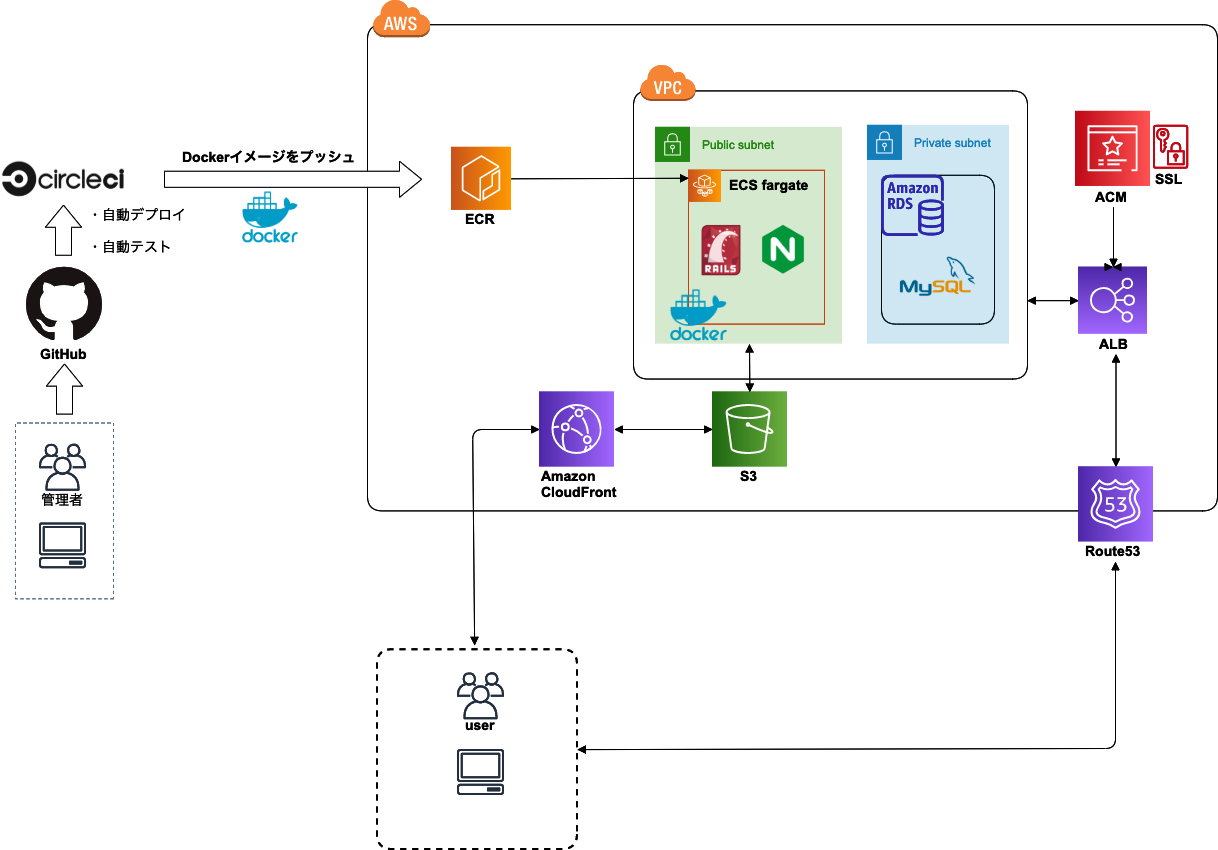 AWS
VPC
Public subnet
Private subnet
Dockerイメージをプッシュ
circleci
・自動デプロイ
・自動テスト
docker
ECR
ECS fargate
RAILS
N
docker
Amazon
RDS
MySQL
SSL
ACM
ALB
GitHub
管理者
Amazon
CloudFront
S3
53
Route53
user